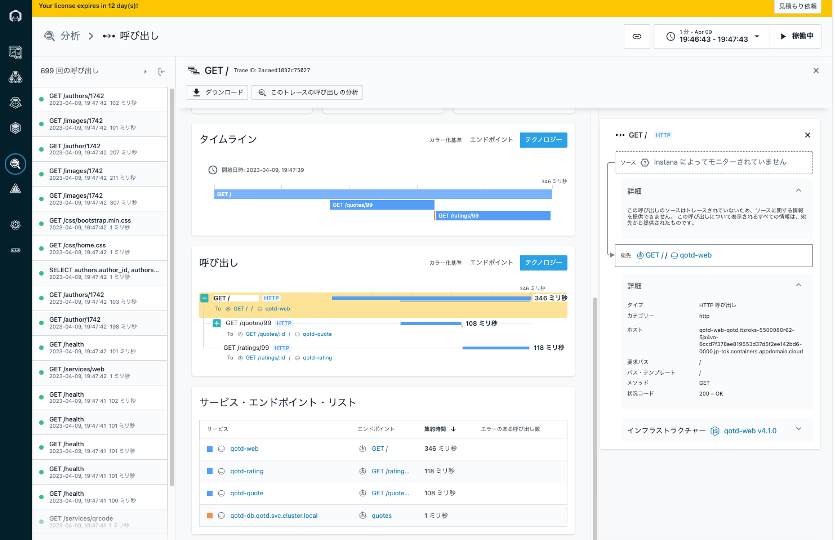 Your license expires in 12 day(s)!
見積もり依頼
分析
呼び出し
1 分 - Apr 09
19:46:43 - 19:47:43
稼働中
699 回の呼び出し
GET /authors/1742
2023-04-09, 19:47:42 102 ミリ秒
GET /images/1742
2023-04-09, 19:47:42 101 ミリ秒
GET /author/1742
2023-04-09, 19:47:42 207 ミリ秒
GET /images/1742
2023-04-09, 19:47:42 211 ミリ秒
GET /images/1742
2023-04-09, 19:47:42 307 ミリ秒
GET /css/bootstrap.min.css
2023-04-09, 19:47:42 1 ミリ秒
GET /css/home.css
2023-04-09, 19:47:42 1 ミリ秒
SELECT authors.author_id, authors...
2023-04-09, 19:47:42 1 ミリ秒
GET /authors/1742
2023-04-09, 19:47:42 103 ミリ秒
GET /author/1742
2023-04-09, 19:47:42 198 ミリ秒
GET /health
2023-04-09, 19:47:42 101 ミリ秒
GET /services/web
2023-04-09, 19:47:42 1 ミリ秒
GET /health
2023-04-09, 19:47:41 102 ミリ秒
GET /health
2023-04-09, 19:47:41 101 ミリ秒
GET /health
2023-04-09, 19:47:41 101 ミリ秒
GET /health
2023-04-09, 19:47:41 101 ミリ秒
GET /health
2023-04-09, 19:47:41 100 ミリ秒
GET /services/qrcode
2023-04-09, 19:47:41 1 ミリ秒
GET / Trace ID: 2acaed1032c75027
ダウンロード
このトレースの呼び出しの分析
タイムライン
カラー化基準 エンドポイント テクノロジー
開始日時: 2023-04-09, 19:47:39
346 ミリ秒
GET /
GET /quotes/99
GET /ratings/99
呼び出し
カラー化基準 エンドポイント テクノロジー
346 ミリ秒
GET / HTTP 346 ミリ秒
To GET / / qotd-web
GET /quotes/99 HTTP 108 ミリ秒
To GET /quotes/:id / qotd-quote
GET /ratings/99 HTTP 118 ミリ秒
To GET /ratings/:id / qotd-rating
サービス・エンドポイント・リスト
サービス エンドポイント 集約時間 エラーのある呼び出し数
qotd-web GET / 346 ミリ秒
qotd-rating GET /rating... 118 ミリ秒
qotd-quote GET /quote... 108 ミリ秒
qotd-db.qotd.svc.cluster.local quotes 1 ミリ秒
GET / HTTP
ソース Instana によってモニターされていません
詳細
この呼び出しのソースはトレースされていないため、ソースに関する情報
を提供できません。 この呼び出しについて表示されるすべての情報は、宛
先から提供されたものです。
宛先 GET / / qotd-web
詳細
タイプ HTTP 呼び出し
カテゴリー http
ホスト
要求パス /
パス・テンプレート /
メソッド GET
状況コード 200 – OK
インフラストラクチャー qotd-web v4.1.0